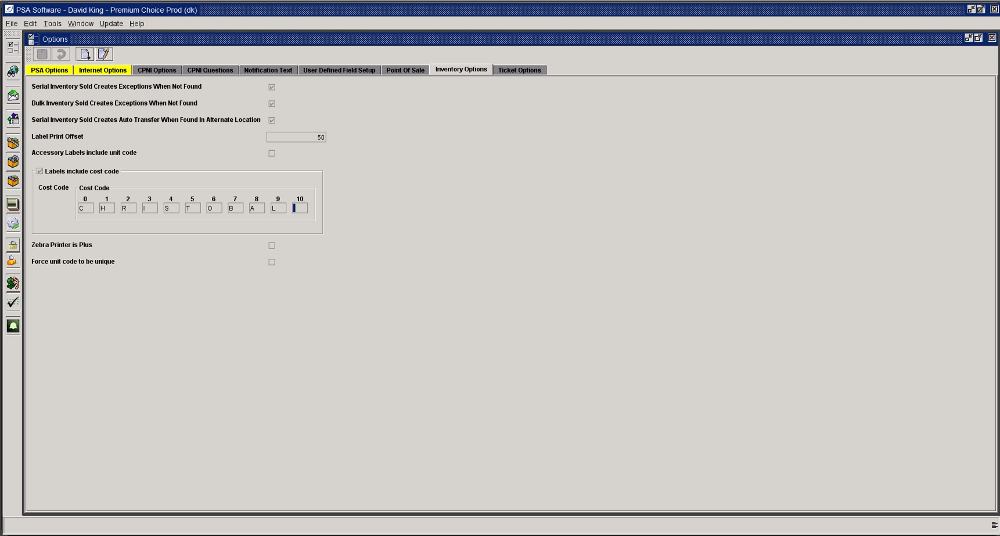 PSA Software - David King - Premium Choice Prod (dk)
File Edit Tools Window Update Help
Options
PSA Options Internet Options CPNI Options CPNI Questions Notification Text User Defined Field Setup Point Of Sale Inventory Options Ticket Options
Serial Inventory Sold Creates Exceptions When Not Found
Bulk Inventory Sold Creates Exceptions When Not Found
Serial Inventory Sold Creates Auto Transfer When Found In Alternate Location
Label Print Offset 50
Accessory Labels include unit code
Labels include cost code
Cost Code Cost Code
0 1 2 3 4 5 6 7 8 9 10
C H R I S T O B A L
Zebra Printer is Plus
Force unit code to be unique